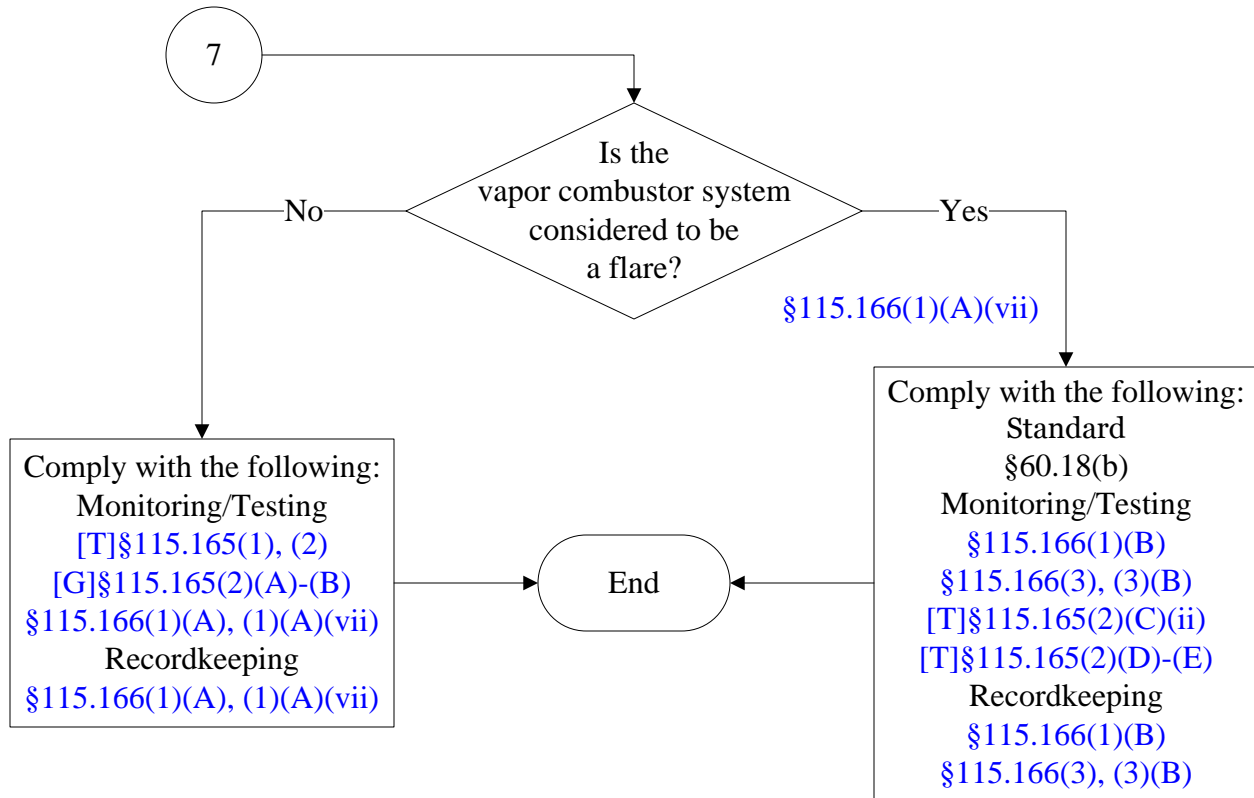 7
Is the
vapor combustor system
considered to be
a flare?
No
Yes
§115.166(1)(A)(vii)
Comply with the following:
Monitoring/Testing
[T]§115.165(1), (2)
[G]§115.165(2)(A)-(B)
§115.166(1)(A), (1)(A)(vii)
Recordkeeping
§115.166(1)(A), (1)(A)(vii)
End
Comply with the following:
Standard
§60.18(b)
Monitoring/Testing
§115.166(1)(B)
§115.166(3), (3)(B)
[T]§115.165(2)(C)(ii)
[T]§115.165(2)(D)-(E)
Recordkeeping
§115.166(1)(B)
§115.166(3), (3)(B)